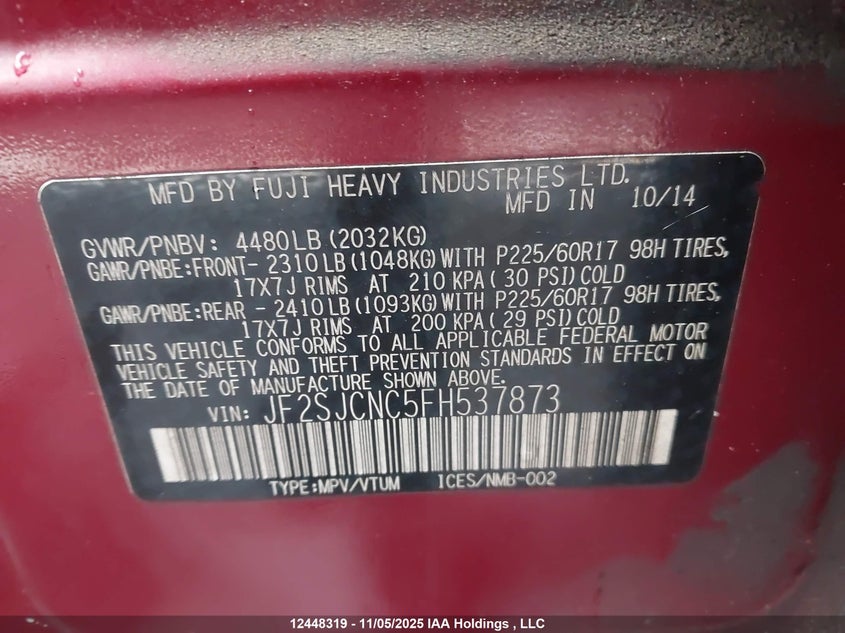 MFD BY FUJI HEAVY INDUSTRIES LTD.
MFD IN 10/14
GVWR/PNBV: 4480LB (2032KG)
GAWR/PNBE:FRONT- 2310LB(1048KG)WITH P225/60R17 98H TIRES,
17X7J RIMS AT 210 KPA( 30 PSI)COLD
GAWR/PNBE:REAR - 2410LB(1093KG)WITH P225/60R17 98H TIRES,
17X7J RIMS AT 200 KPA( 29 PSI)COLD
THIS VEHICLE CONFORMS TO ALL APPLICABLE FEDERAL MOTOR
VEHICLE SAFETY AND THEFT PREVENTION STANDARDS IN EFFECT ON
THE DATE OF MANUFACTURE SHOWN ABOVE.
VIN: JF2SJCNC5FH537873
TYPE:MPV/VTUM ICES/NMB-002
12448319 - 11/05/2025 IAA Holdings , LLC